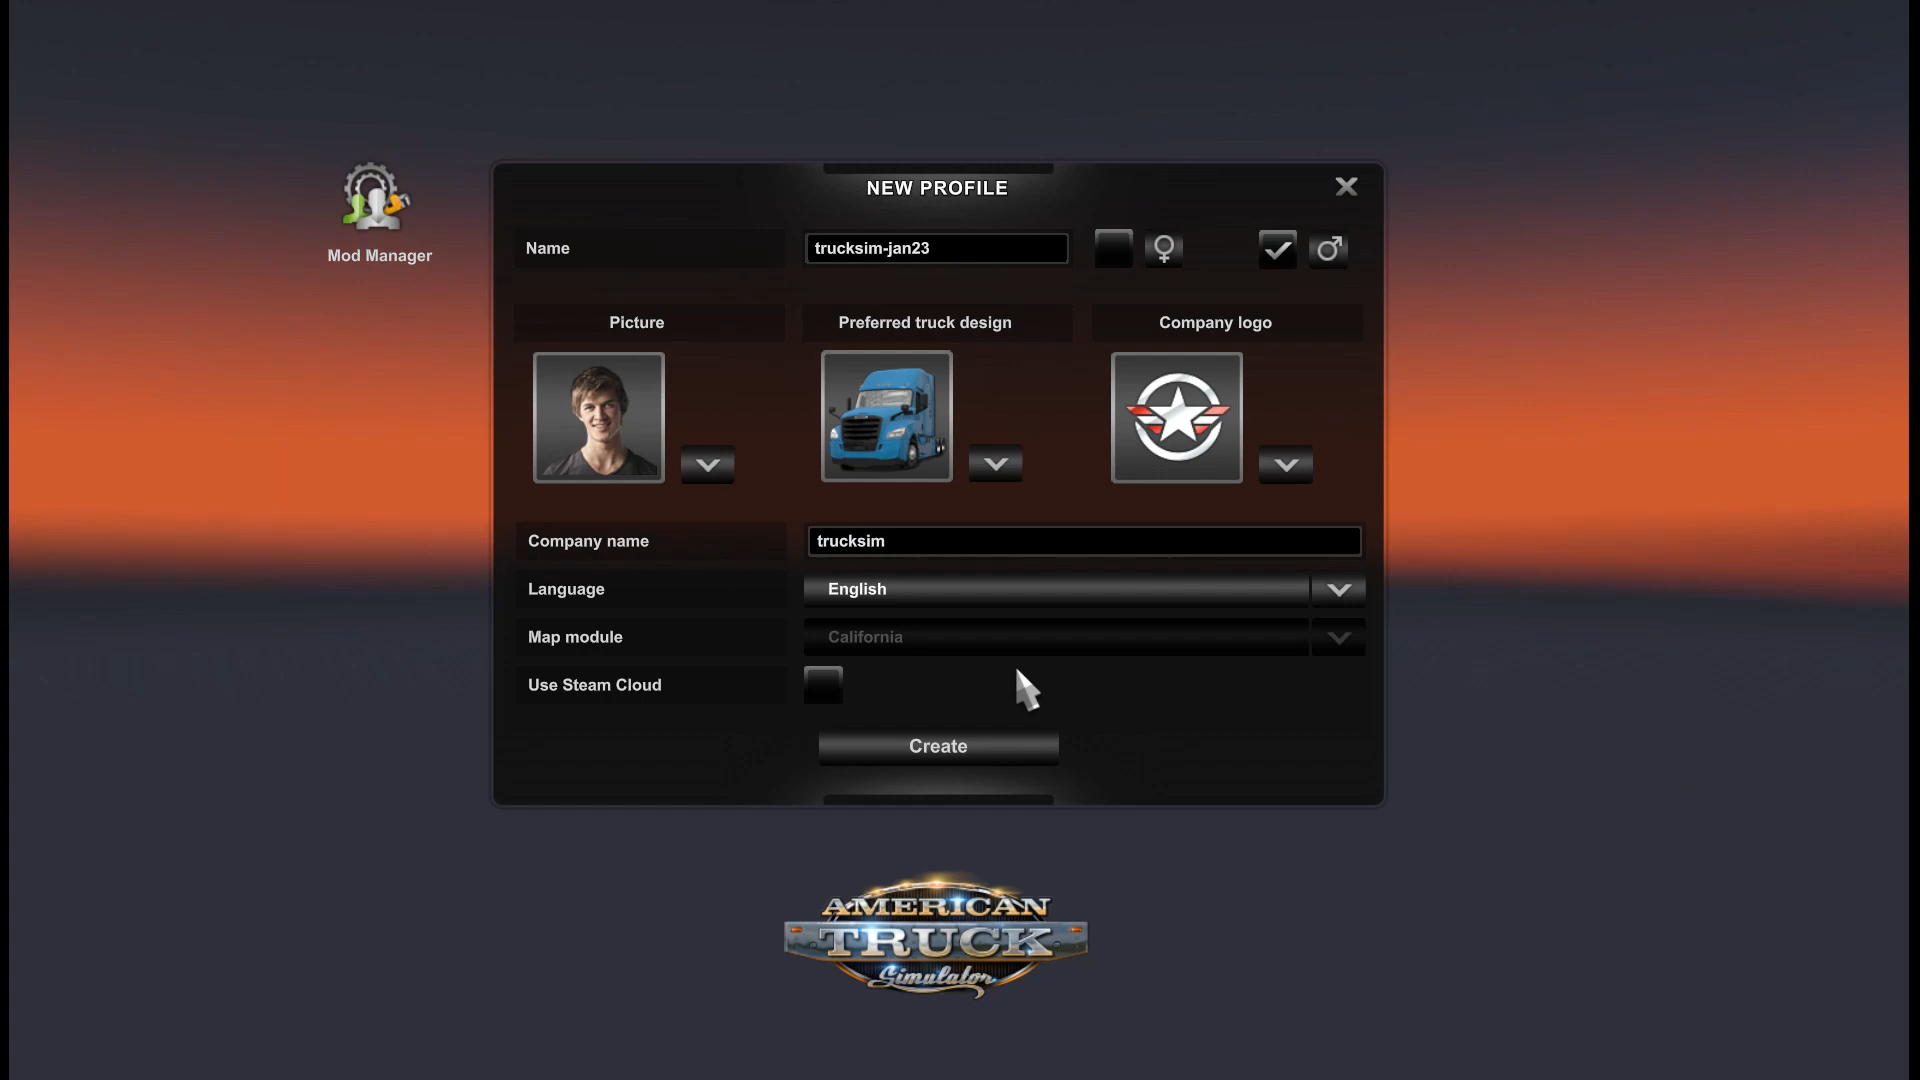 Mod Manager
NEW PROFILE
Name
trucksim-jan23
Picture
Preferred truck design
Company logo
Company name
trucksim
Language
English
Map module
California
Use Steam Cloud
Create
AMERICAN
TRUCK
Simulator